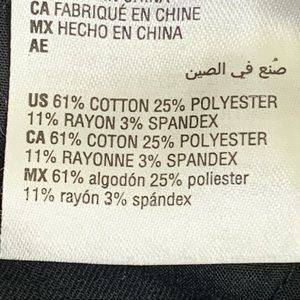 CHINA
CA FABRIQUÉ EN CHINE
MX HECHO EN CHINA
AE
صنع في الصين
US 61% COTTON 25% POLYESTER
11% RAYON 3% SPANDEX
CA 61% COTON 25% POLYESTER
11% RAYONNE 3% SPANDEX
MX 61% algodón 25% poliester
11% rayón 3% spándex